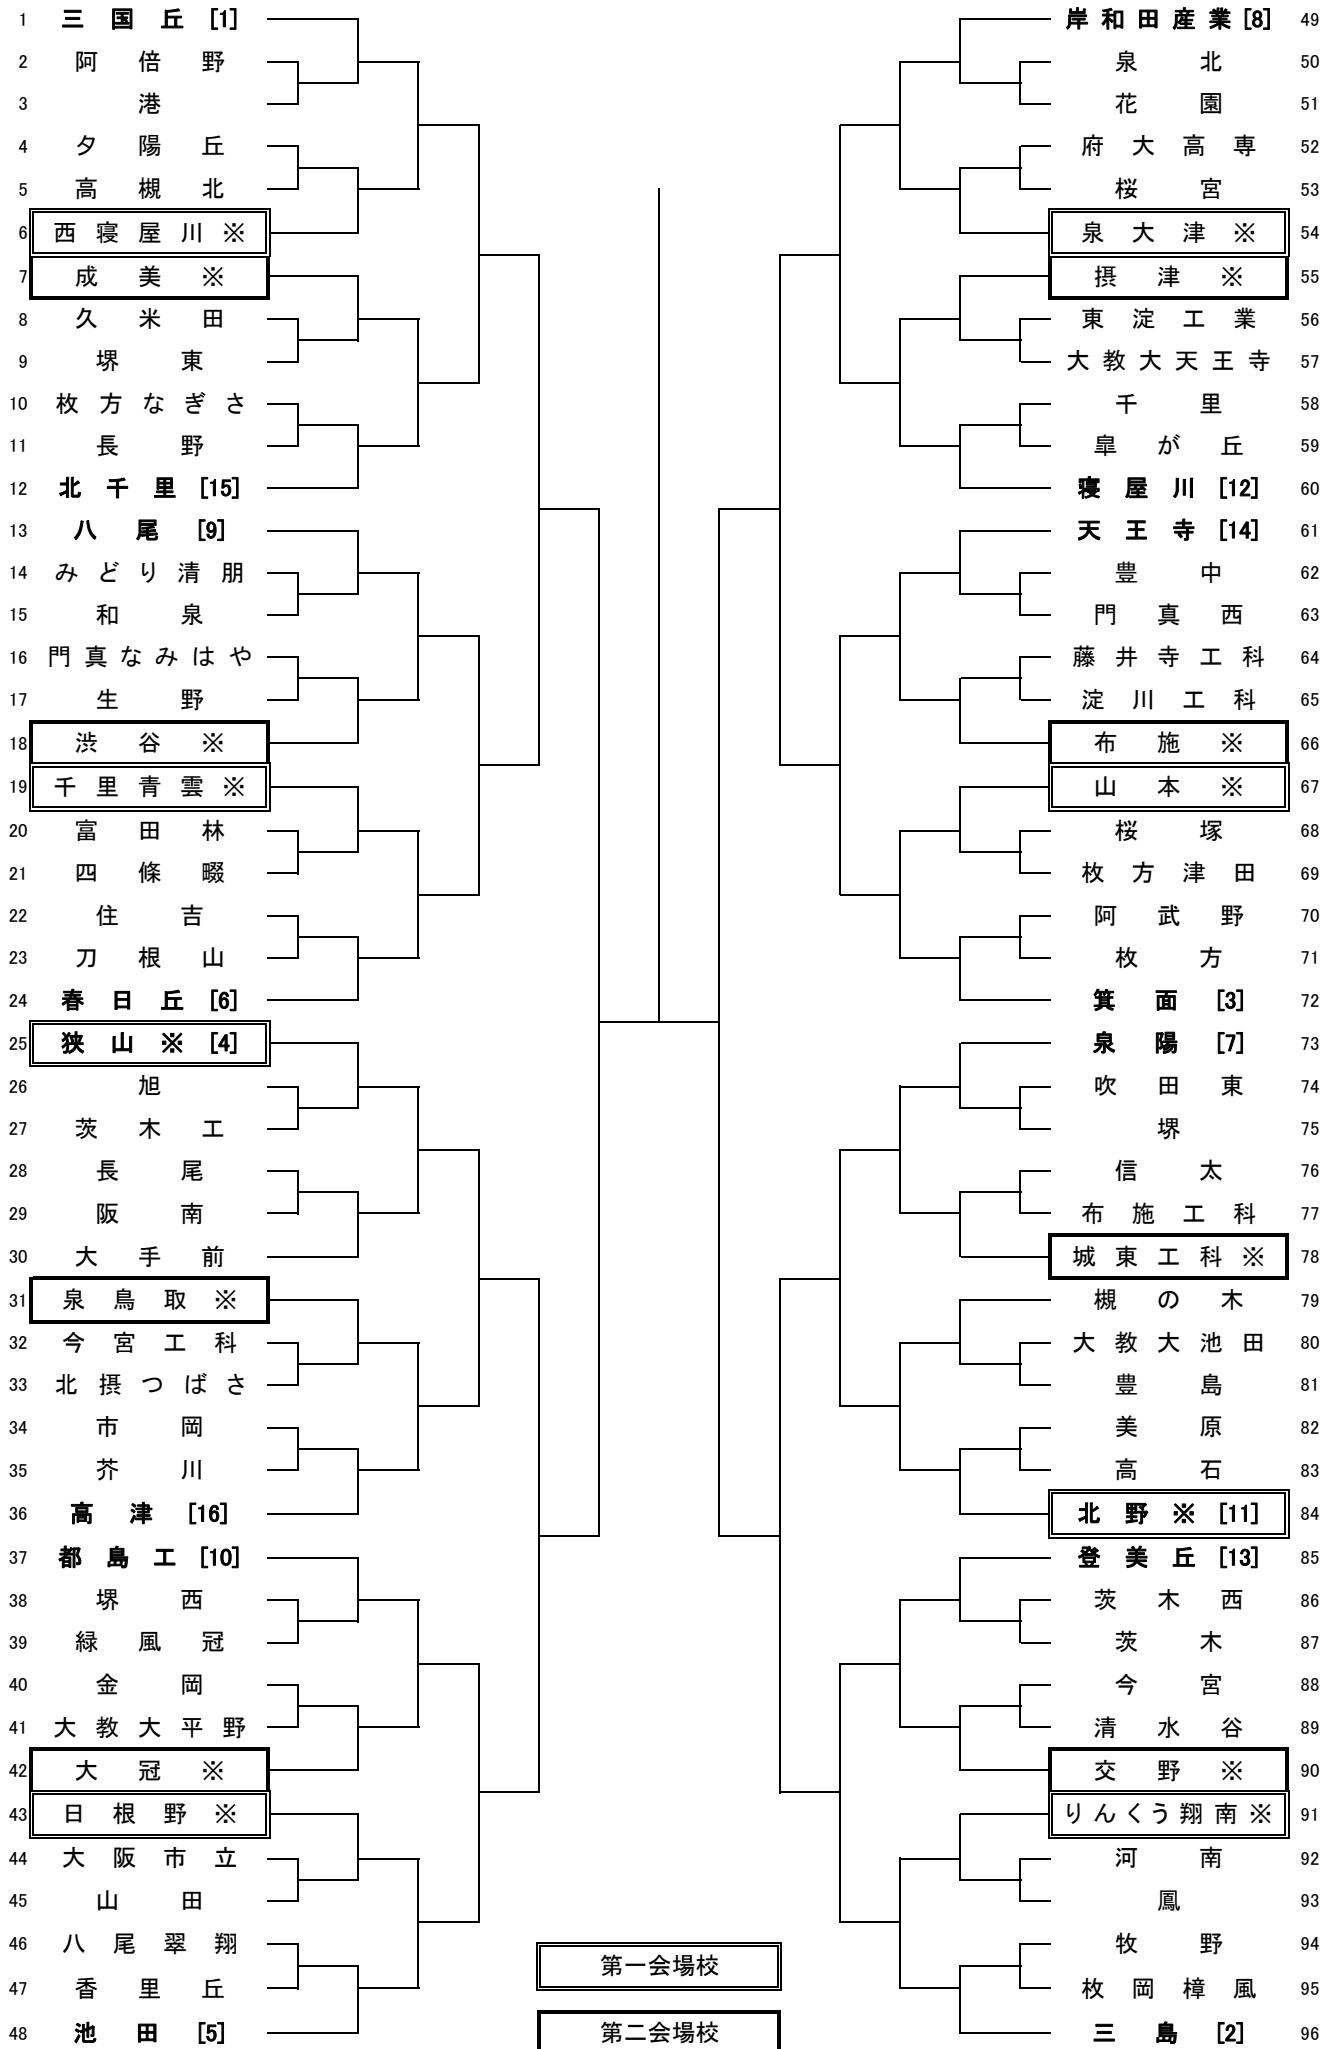 1 三国丘 [1]
2 阿倍野
3 港
4 夕陽丘
5 高槻北
6 西寝屋川※
7 成美※
8 久米田
9 堺東
10 枚方なぎさ
11 長野
12 北千里 [15]
13 八尾 [9]
14 みどり清朋
15 和泉
16 門真なみはや
17 生野
18 渋谷※
19 千里青雲※
20 富田林
21 四條畷
22 住吉
23 刀根山
24 春日丘 [6]
25 狭山※ [4]
26 旭
27 茨木工
28 長尾
29 阪南
30 大手前
31 泉鳥取※
32 今宮工科
33 北摂つばさ
34 市岡
35 芥川
36 高津 [16]
37 都島工 [10]
38 堺西
39 緑風冠
40 金岡
41 大教大平野
42 大冠※
43 日根野※
44 大阪市立
45 山田
46 八尾翠翔
47 香里丘
48 池田 [5]
第一会場校
第二会場校
岸和田産業 [8] 49
泉北 50
花園 51
府大高専 52
桜宮 53
泉大津※ 54
摂津※ 55
東淀工業 56
大教大天王寺 57
千里 58
皐が丘 59
寝屋川 [12] 60
天王寺 [14] 61
豊中 62
門真西 63
藤井寺工科 64
淀川工科 65
布施※ 66
山本※ 67
桜塚 68
枚方津田 69
阿武野 70
枚方 71
箕面 [3] 72
泉陽 [7] 73
吹田東 74
堺 75
信太 76
布施工科 77
城東工科※ 78
槻の木 79
大教大池田 80
豊島 81
美原 82
高石 83
北野※ [11] 84
登美丘 [13] 85
茨木西 86
茨木 87
今宮 88
清水谷 89
交野※ 90
りんくう翔南※ 91
河南 92
鳳 93
牧野 94
枚岡樟風 95
三島 [2] 96